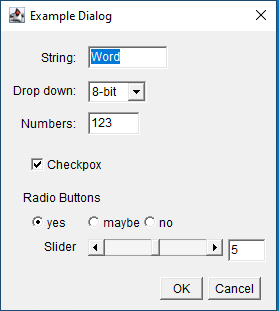 Example Dialog
String: Word
Drop down: 8-bit
Numbers: 123
Checkpox
Radio Buttons
yes maybe no
Slider 5
OK Cancel